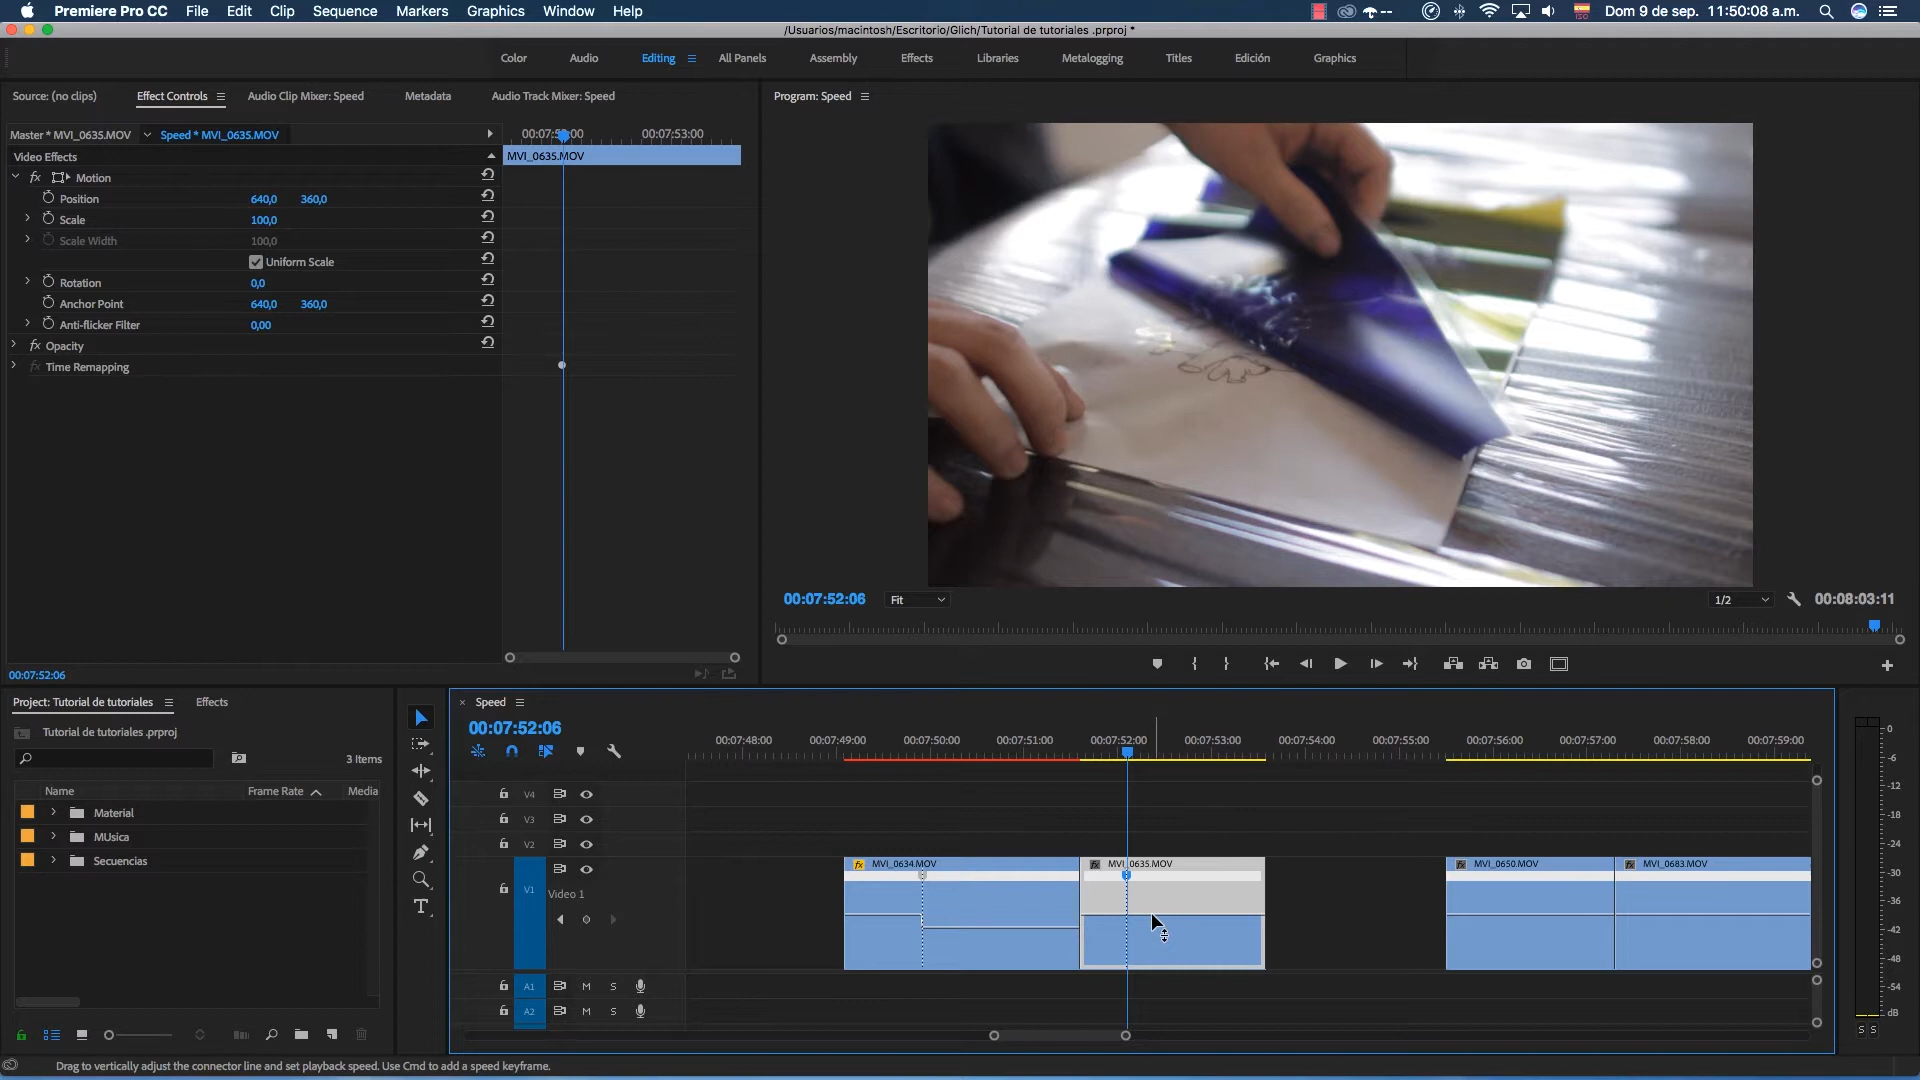 Premiere Pro CC File Edit Clip Sequence Markers Graphics Window Help Dom 9 de sep. 11:50:08 a.m.
/Usuarios/macintosh/Escritorio/Glich/Tutorial de tutoriales .prproj *
Color Audio Editing All Panels Assembly Effects Libraries Metalogging Titles Edición Graphics
Source: (no clips) Effect Controls Audio Clip Mixer: Speed Metadata Audio Track Mixer: Speed
Program: Speed
Master * MVI_0635.MOV Speed * MVI_0635.MOV
00:07:53:00
Video Effects
MVI_0635.MOV
fx Motion
Position 640,0 360,0
Scale 100,0
Scale Width 100,0
Uniform Scale
Rotation 0,0
Anchor Point 640,0 360,0
Anti-flicker Filter 0,00
fx Opacity
fx Time Remapping
00:07:52:06 Fit 1/2 00:08:03:11
00:07:52:06
Project: Tutorial de tutoriales Effects
Tutorial de tutoriales .prproj
3 Items
Name Frame Rate Media
Material
MUsica
Secuencias
Speed
00:07:52:06
00:07:48:00 00:07:49:00 00:07:50:00 00:07:51:00 00:07:52:00 00:07:53:00 00:07:54:00 00:07:55:00 00:07:56:00 00:07:57:00 00:07:58:00 00:07:59:00
V4
V3
V2
fx MVI_0634.MOV fx MVI_0635.MOV fx MVI_0650.MOV fx MVI_0683.MOV
V1
Video 1
A1 M S
A2 M S
0
-6
-12
-18
-24
-30
-36
-42
-48
-54
dB
S S
Drag to vertically adjust the connector line and set playback speed. Use Cmd to add a speed keyframe.